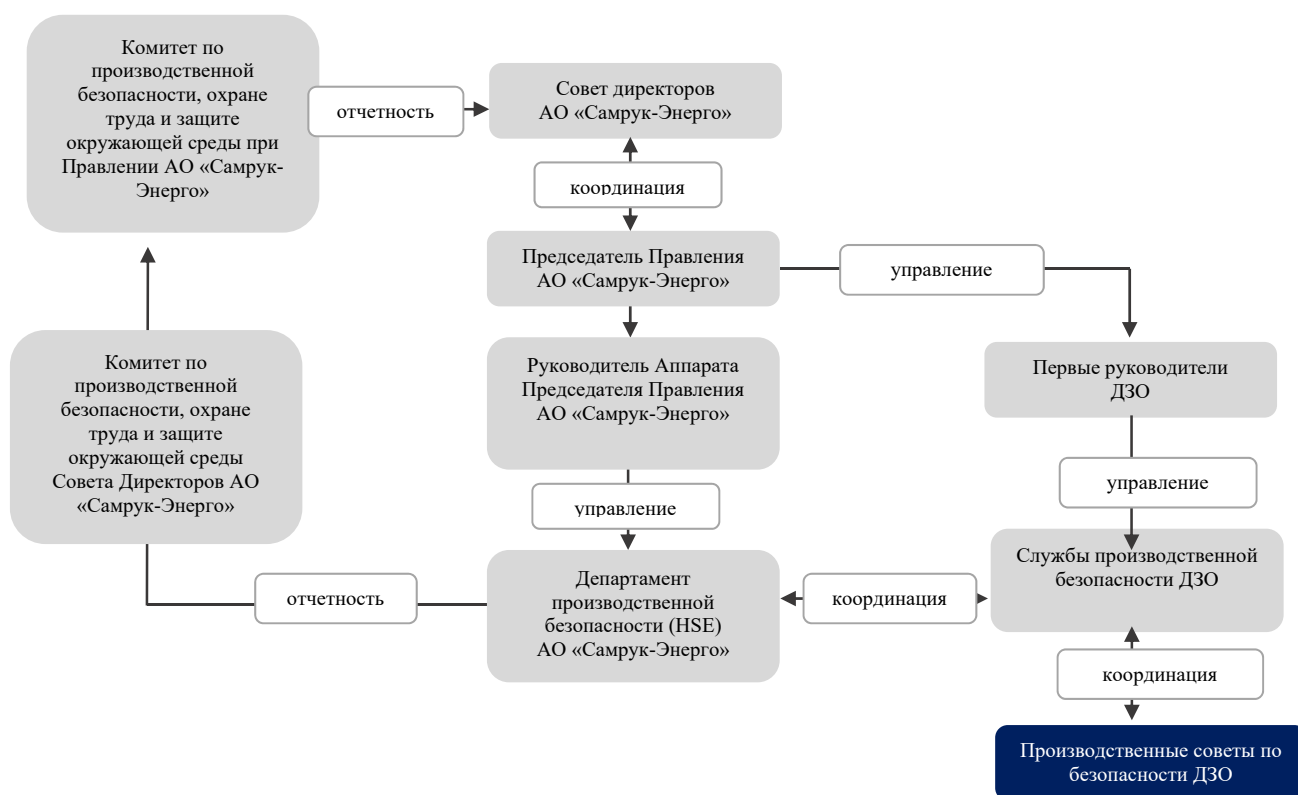 Комитет по
производственной
безопасности, охране
труда и защите
окружающей среды при
Правлении АО «Самрук-
Энерго»
отчетность
Совет директоров
АО «Самрук-Энерго»
координация
Председатель Правления
АО «Самрук-Энерго»
управление
Комитет по
производственной
безопасности, охране
труда и защите
окружающей среды
Совета Директоров АО
«Самрук-Энерго»
Руководитель Аппарата
Председателя Правления
АО «Самрук-Энерго»
Первые руководители
ДЗО
управление
управление
Департамент
производственной
безопасности (HSE)
АО «Самрук-Энерго»
Службы производственной
безопасности ДЗО
отчетность
координация
координация
Производственные советы по
безопасности ДЗО